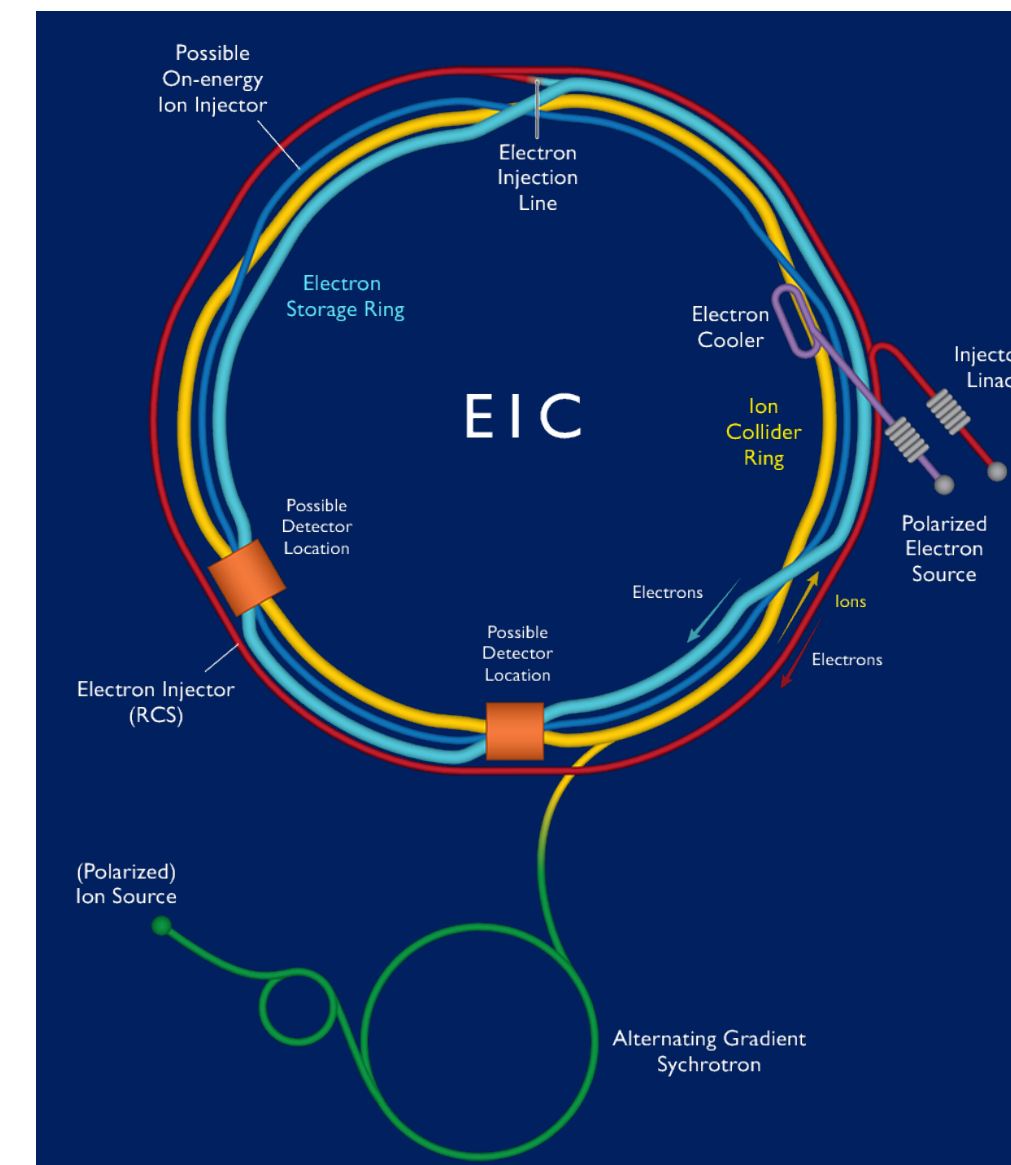 Possible
On-energy
Ion Injector
Electron
Injection
Line
Electron
Storage Ring
Electron
Cooler
Injecto
Linac
EIC
Ion
Collider
Ring
Possible
Detector
Location
Polarized
Electron
Source
Electrons
Ions
Possible
Detector
Location
Electrons
Electron Injector
(RCS)
(Polarized)
Ion Source
Alternating Gradient
Sychrotron